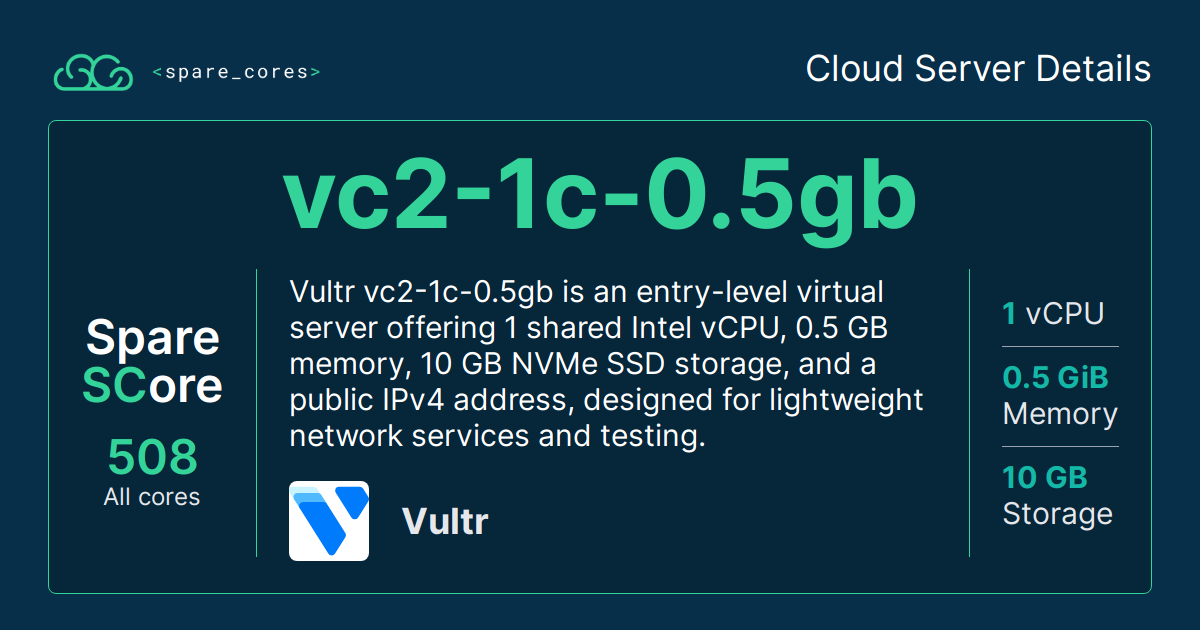 <spare_cores>
Cloud Server Details
vc2-1c-0.5gb
Spare
SCore
508
All cores
Vultr vc2-1c-0.5gb is an entry-level virtual
server offering 1 shared Intel vCPU, 0.5 GB
memory, 10 GB NVMe SSD storage, and a
public IPv4 address, designed for lightweight
network services and testing.
Vultr
1 vCPU
0.5 GiB
Memory
10 GB
Storage